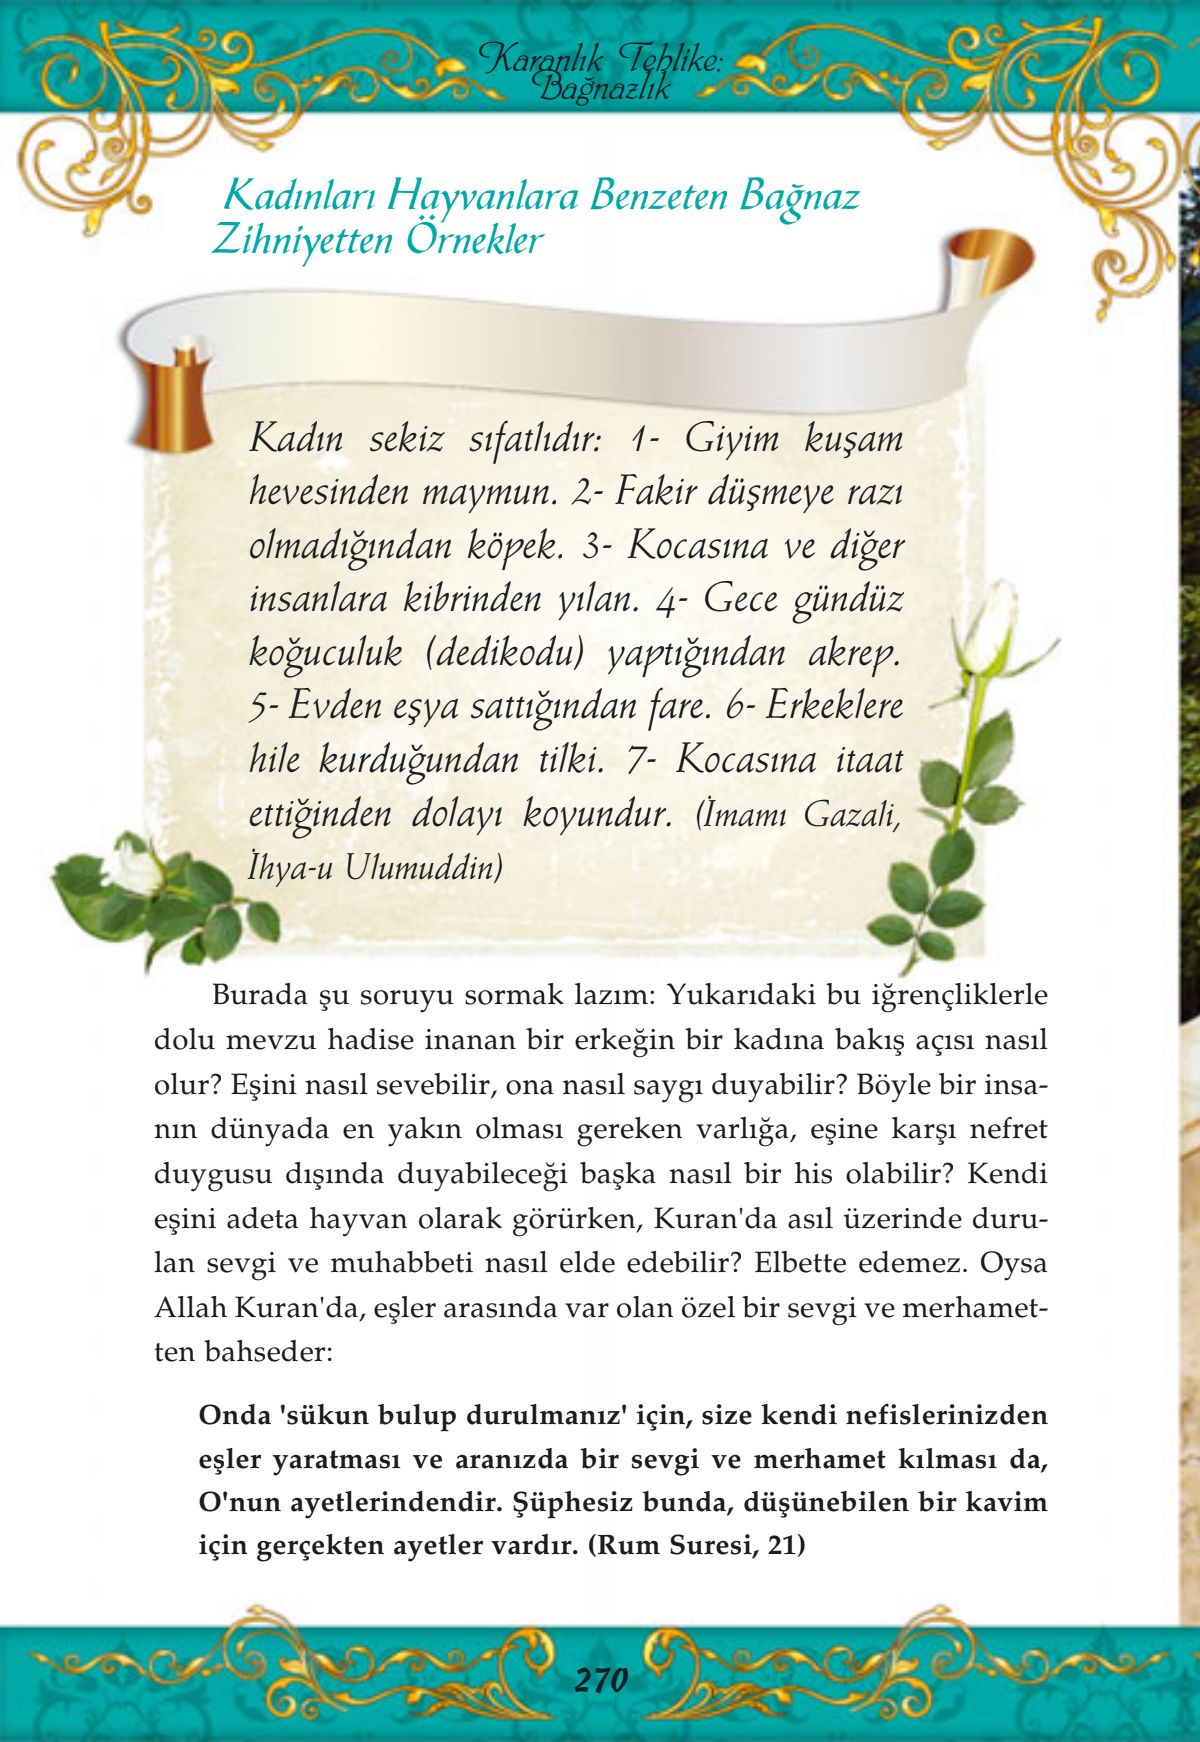 Karanlık Tehlike:
Bağnazlık
Kadınları Hayvanlara Benzeten Bağnaz
Zihniyetten Örnekler
Kadın sekiz sıfatlıdır: 1- Giyim kuşam
hevesinden maymun. 2- Fakir düşmeye razı
olmadığından köpek. 3- Kocasına ve diğer
insanlara kibrinden yılan. 4- Gece gündüz
koğuculuk (dedikodu) yaptığından akrep.
5- Evden eşya sattığından fare. 6- Erkeklere
hile kurduğundan tilki. 7- Kocasına itaat
ettiğinden dolayı koyundur. (İmamı Gazali,
İhya-u Ulumuddin)
Burada şu soruyu sormak lazım: Yukarıdaki bu iğrençliklerle
dolu mevzu hadise inanan bir erkeğin bir kadına bakış açısı nasıl
olur? Eşini nasıl sevebilir, ona nasıl saygı duyabilir? Böyle bir insa-
nın dünyada en yakın olması gereken varlığa, eşine karşı nefret
duygusu dışında duyabileceği başka nasıl bir his olabilir? Kendi
eşini adeta hayvan olarak görürken, Kuran'da asıl üzerinde duru-
lan sevgi ve muhabbeti nasıl elde edebilir? Elbette edemez. Oysa
Allah Kuran'da, eşler arasında var olan özel bir sevgi ve merhamet-
ten bahseder:
Onda 'sükun bulup durulmanız' için, size kendi nefislerinizden
eşler yaratması ve aranızda bir sevgi ve merhamet kılması da,
O'nun ayetlerindendir. Şüphesiz bunda, düşünebilen bir kavim
için gerçekten ayetler vardır. (Rum Suresi, 21)
270